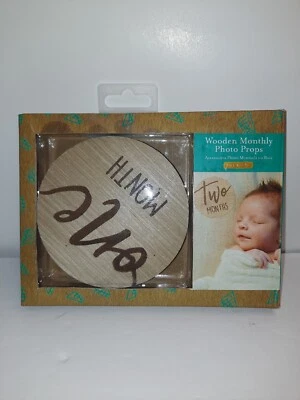 one
MONTH
Wooden Monthly
Photo Props
Two
MONTHS